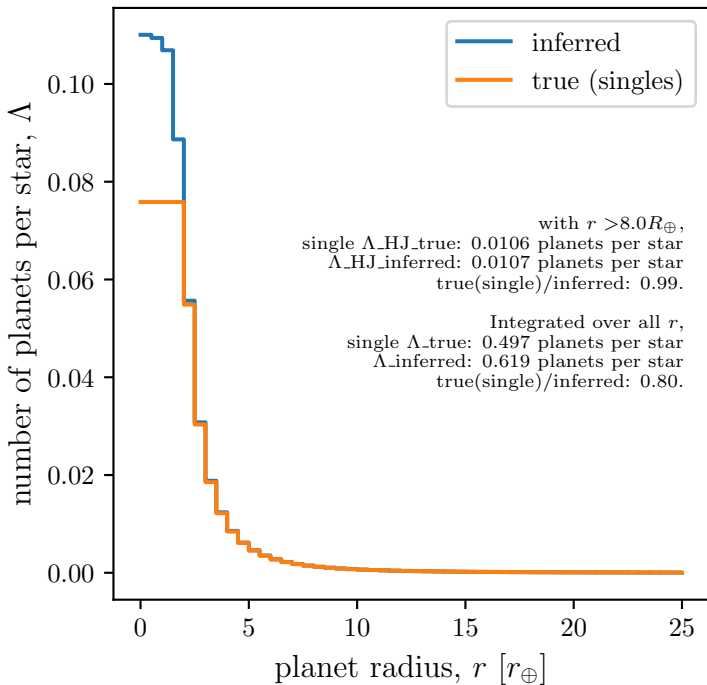 number of planets per star, Λ
0.10
0.08
0.06
0.04
0.02
0.00
inferred
true (singles)
with r >8.0R⊕,
single Λ_HJ_true: 0.0106 planets per star
Λ_HJ_inferred: 0.0107 planets per star
true(single)/inferred: 0.99.
Integrated over all r,
single Λ_true: 0.497 planets per star
Λ_inferred: 0.619 planets per star
true(single)/inferred: 0.80.
0 5 10 15 20 25
planet radius, r [r⊕]